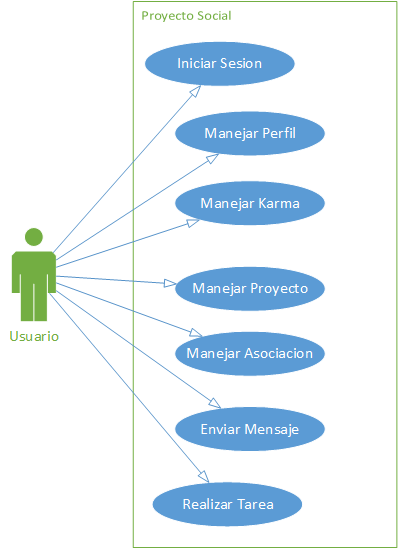 Proyecto Social
Iniciar Sesion
Manejar Perfil
Manejar Karma
Manejar Proyecto
Usuario
Manejar Asociacion
Enviar Mensaje
Realizar Tarea